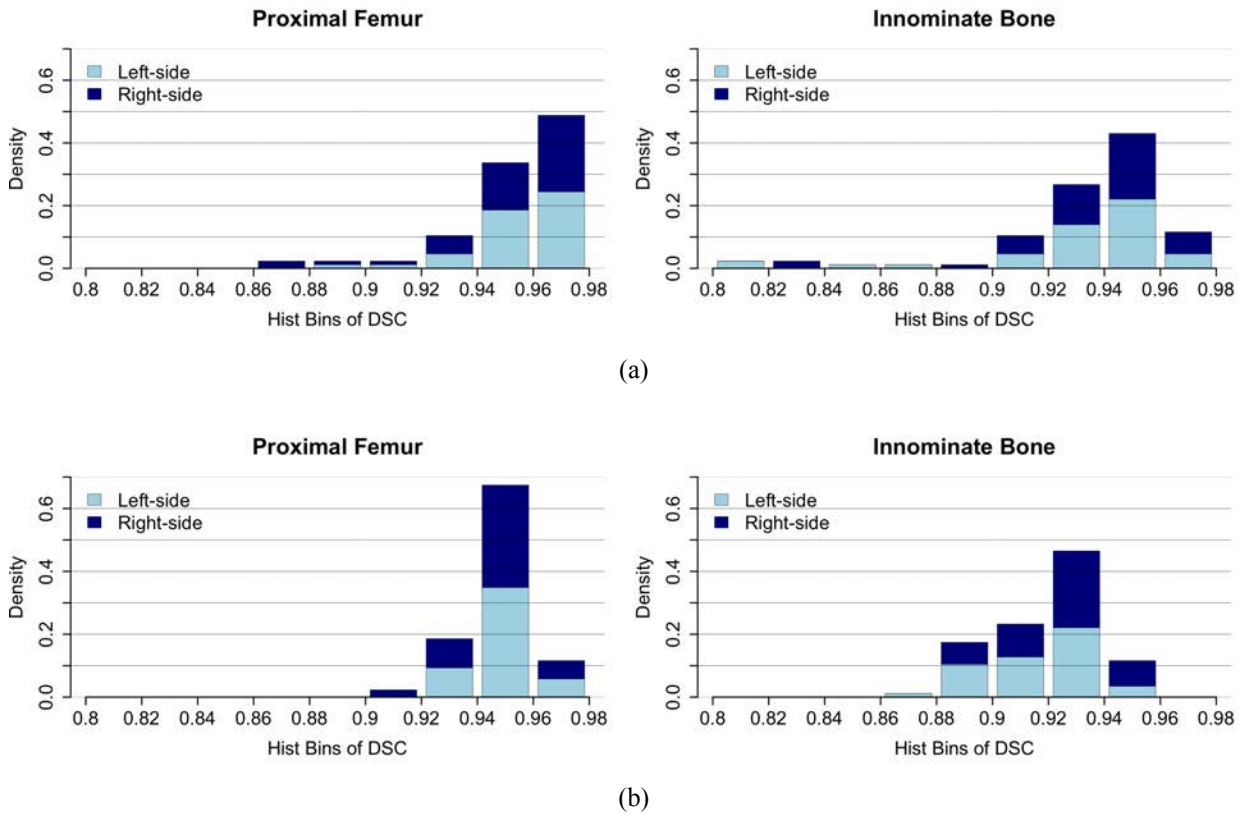 Proximal Femur
Left-side
Right-side
Density
0.0 0.2 0.4 0.6
0.8 0.82 0.84 0.86 0.88 0.9 0.92 0.94 0.96 0.98
Hist Bins of DSC
Innominate Bone
Left-side
Right-side
Density
0.0 0.2 0.4 0.6
0.8 0.82 0.84 0.86 0.88 0.9 0.92 0.94 0.96 0.98
Hist Bins of DSC
(a)
Proximal Femur
Left-side
Right-side
Density
0.0 0.2 0.4 0.6
0.8 0.82 0.84 0.86 0.88 0.9 0.92 0.94 0.96 0.98
Hist Bins of DSC
Innominate Bone
Left-side
Right-side
Density
0.0 0.2 0.4 0.6
0.8 0.82 0.84 0.86 0.88 0.9 0.92 0.94 0.96 0.98
Hist Bins of DSC
(b)